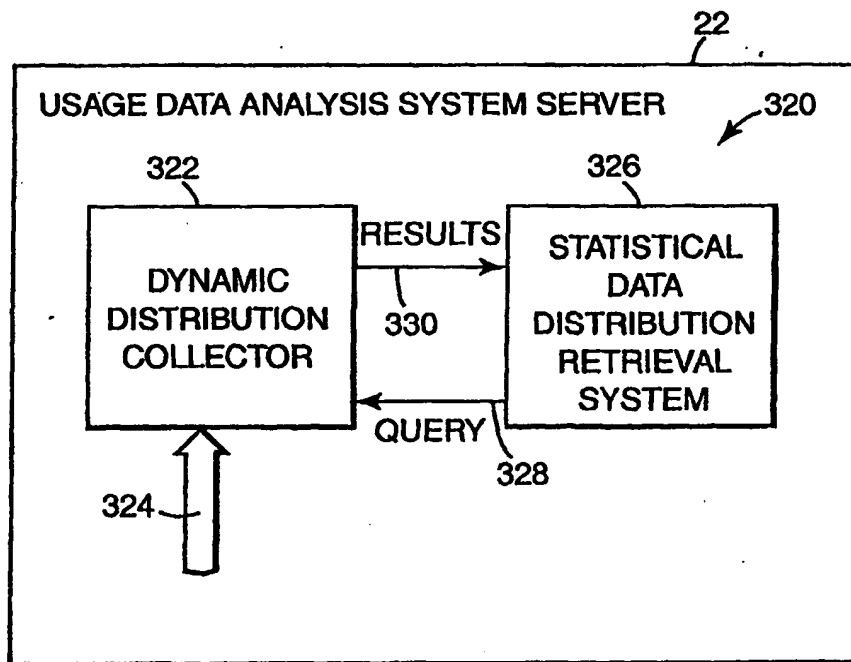 22
USAGE DATA ANALYSIS SYSTEM SERVER
320
322
326
DYNAMIC
DISTRIBUTION
COLLECTOR
RESULTS
330
STATISTICAL
DATA
DISTRIBUTION
RETRIEVAL
SYSTEM
QUERY
328
324